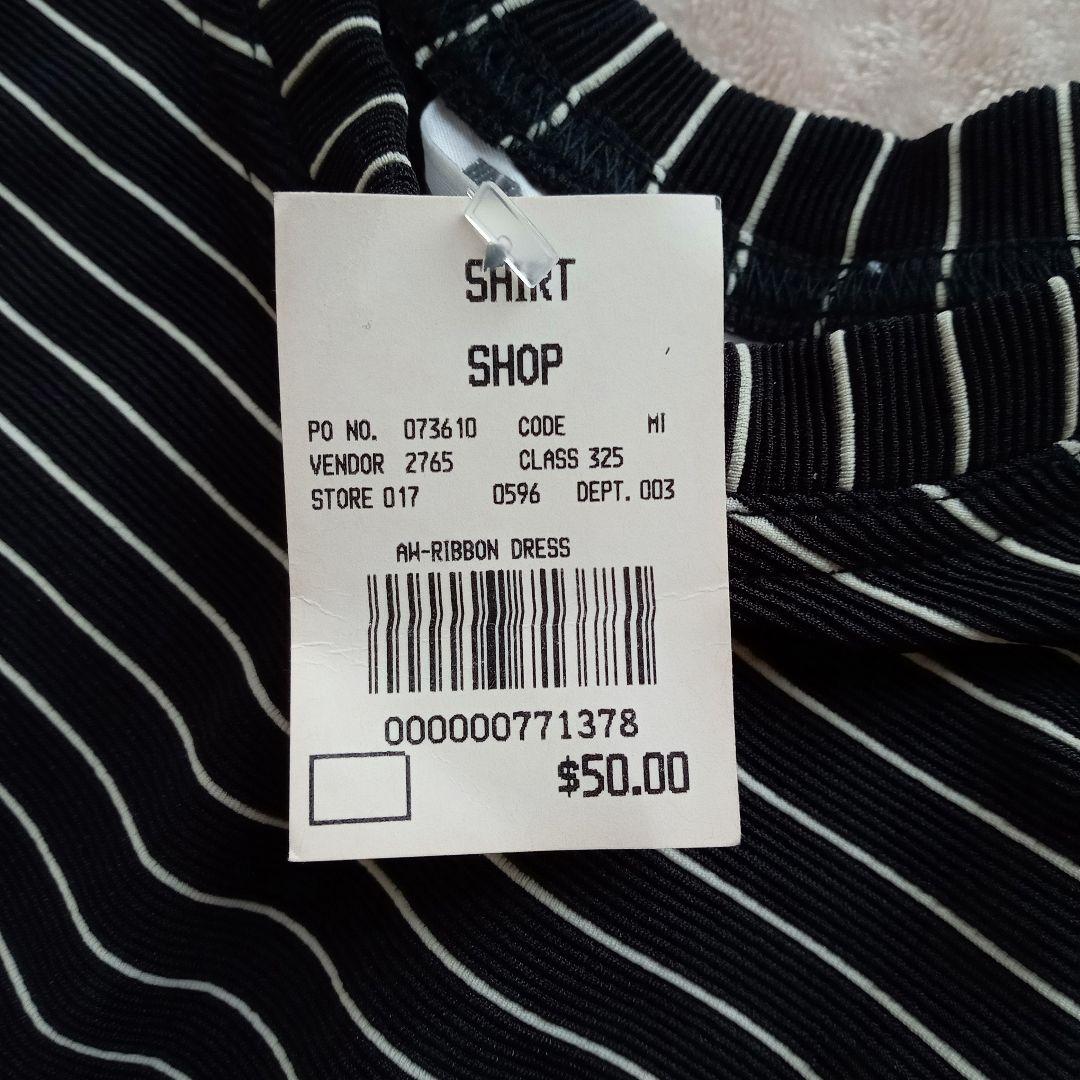 SHIRT
SHOP
PO NO. 073610 CODE MI
VENDOR 2765 CLASS 325
STORE 017 0596 DEPT. 003
AW-RIBBON DRESS
000000771378
$50.00